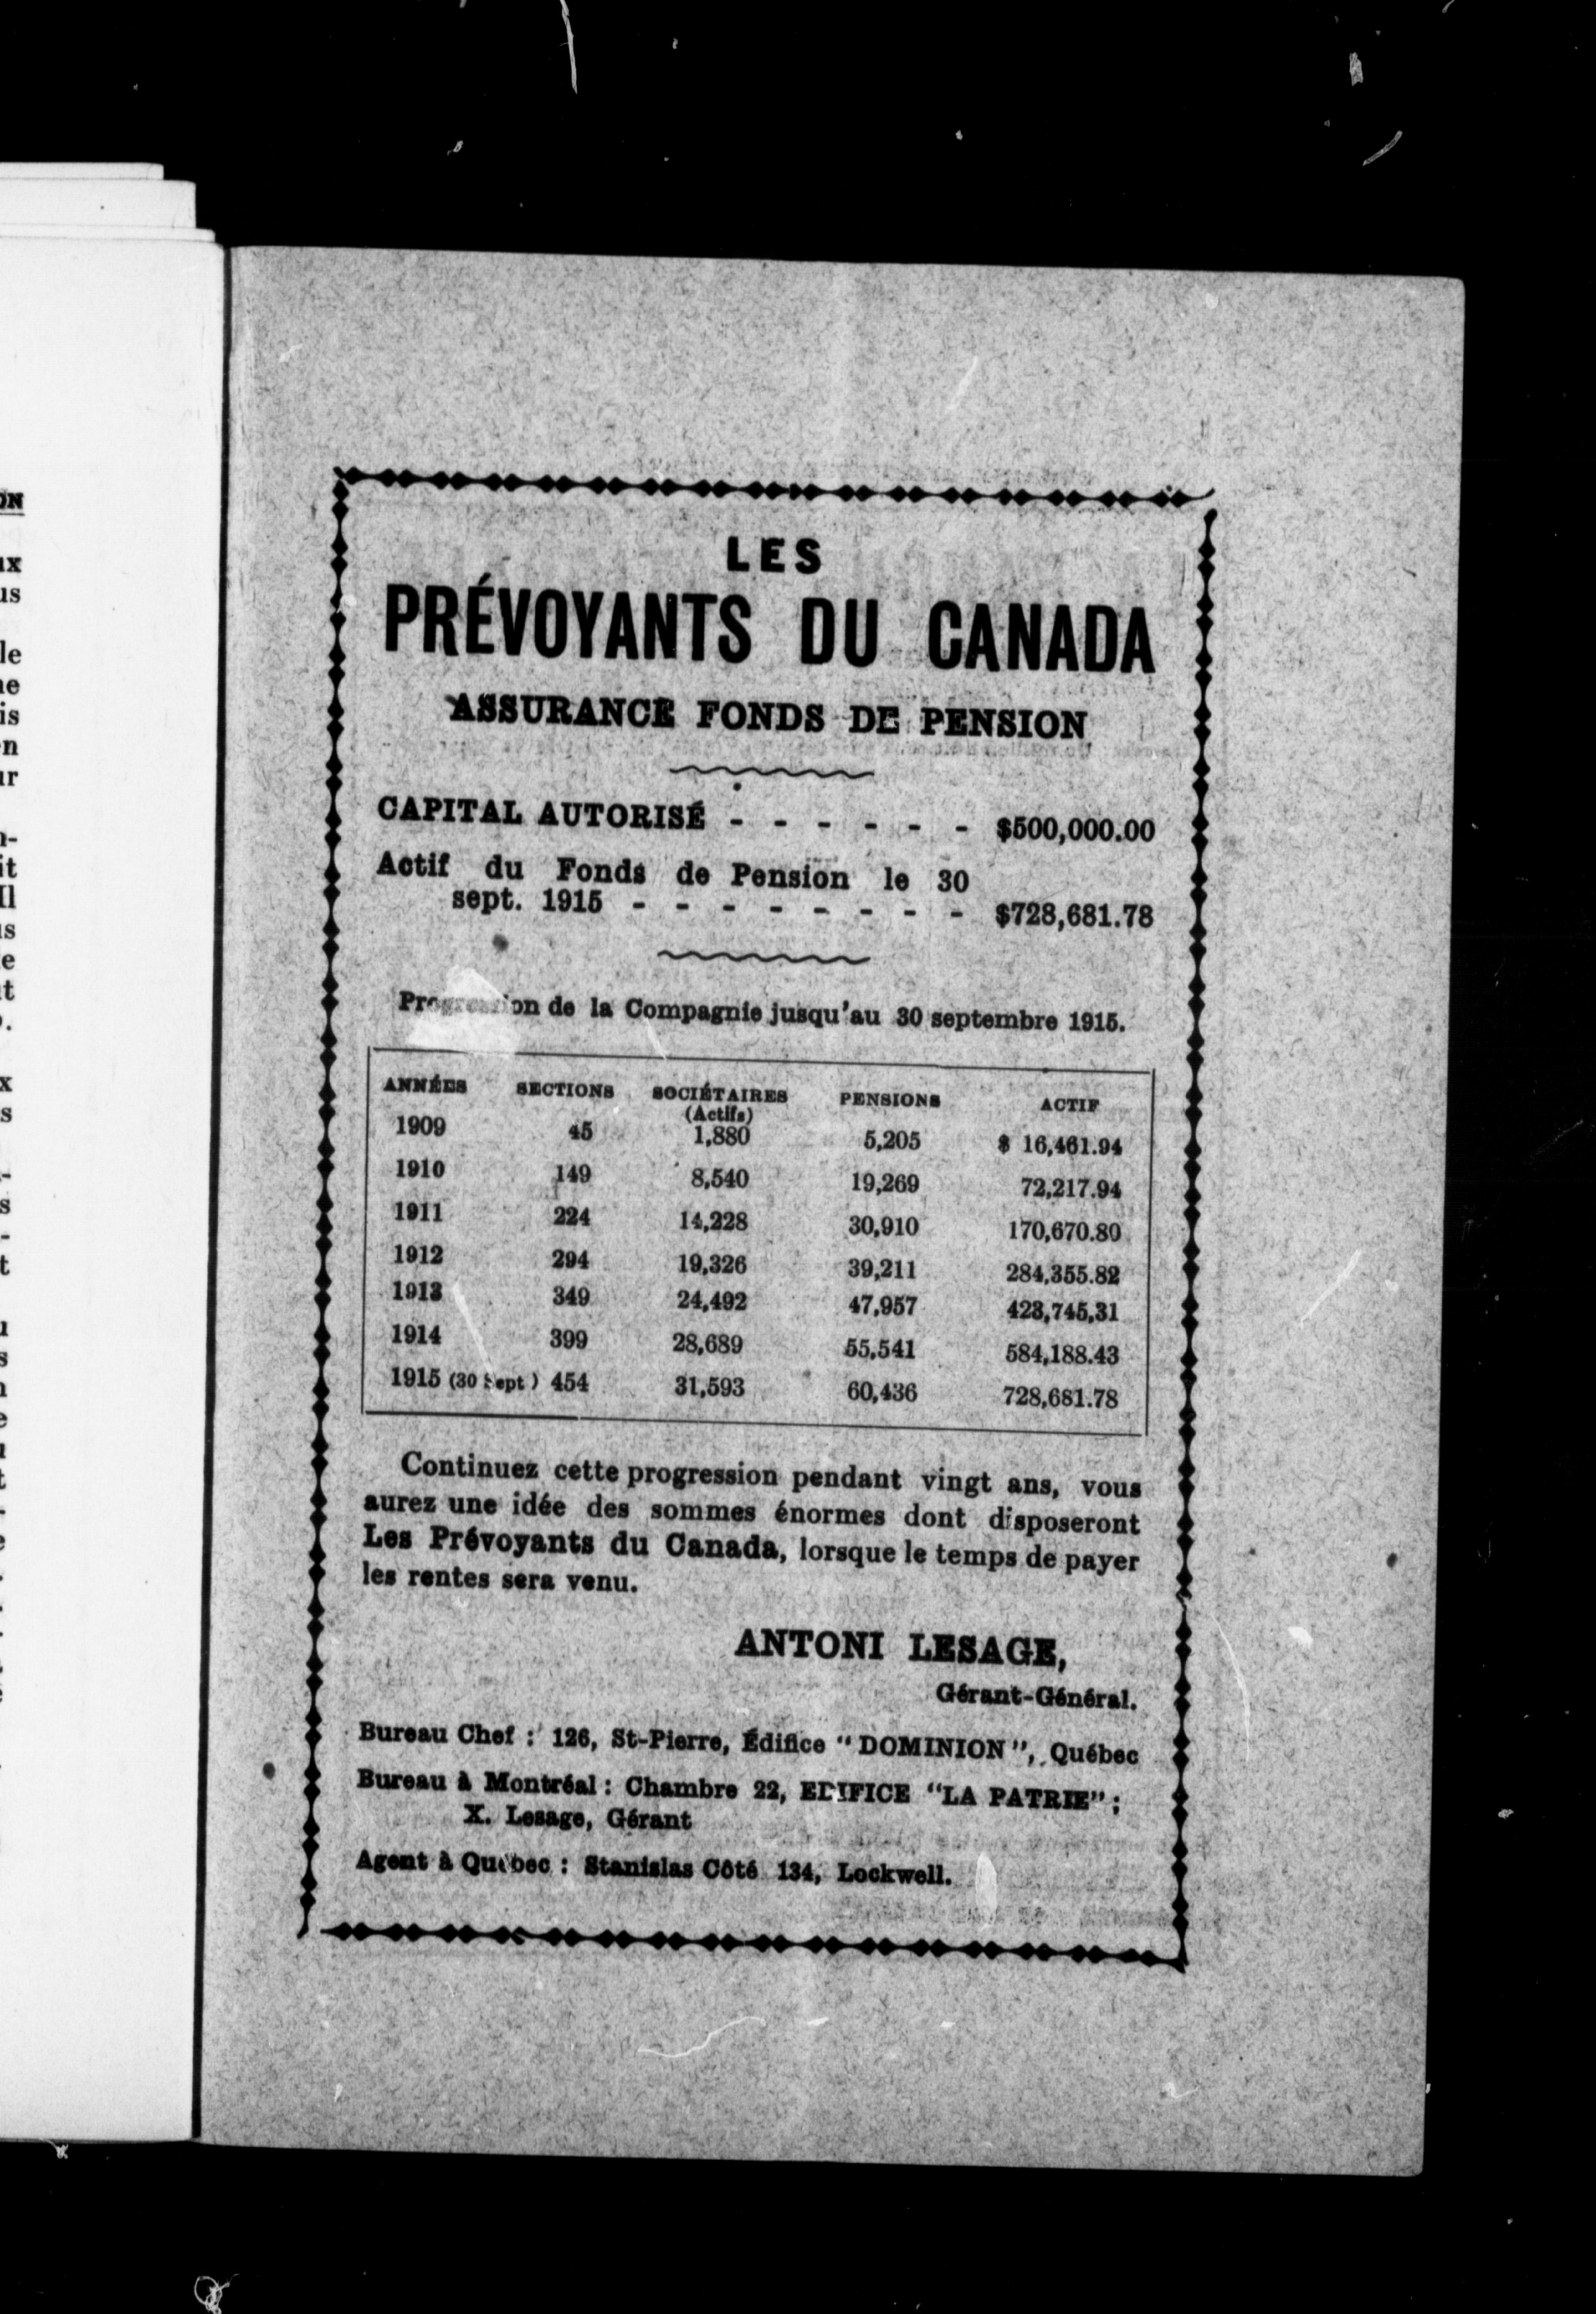 LES
PRÉVOYANTS DU CANADA
ASSURANCE FONDS DE PENSION
CAPITAL AUTORISÉ - - - - - - $500,000.00
Actif du Fonds de Pension le 30
sept. 1915 - - - - - - - - $728,681.78
Progression de la Compagnie jusqu'au 30 septembre 1915.
ANNÉES SECTIONS SOCIÉTAIRES PENSIONS ACTIF
(Actifs)
1909 45 1,880 5,205 $ 16,461.94
1910 149 8,540 19,269 72,217.94
1911 224 14,228 30,910 170,670.80
1912 294 19,326 39,211 284,355.82
1913 349 24,492 47,957 423,745,31
1914 399 28,689 55,541 584,188.43
1915 (30 Sept ) 454 31,593 60,436 728,681.78
Continuez cette progression pendant vingt ans, vous
aurez une idée des sommes énormes dont disposeront
Les Prévoyants du Canada, lorsque le temps de payer
les rentes sera venu.
ANTONI LESAGE,
Gérant-Général.
Bureau Chef : 126, St-Pierre, Édifice "DOMINION", Québec
Bureau à Montréal : Chambre 22, EDIFICE "LA PATRIE" ;
X. Lesage, Gérant
Agent à Québec : Stanislas Côté 134, Lockwell.